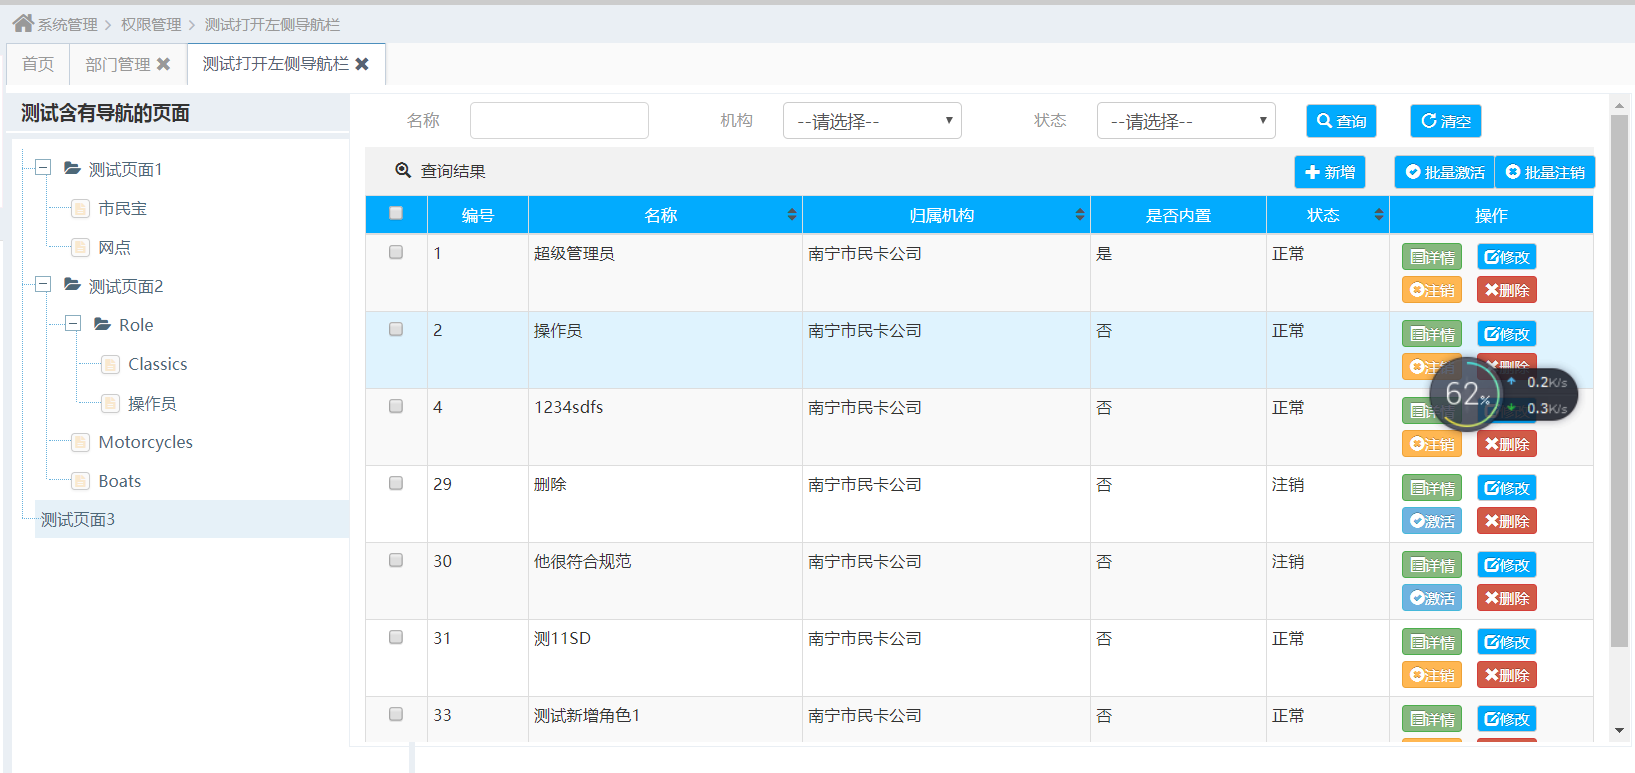 系统管理 > 权限管理 > 测试打开左侧导航栏
首页 部门管理 测试打开左侧导航栏
测试含有导航的页面
测试页面1
市民宝
网点
测试页面2
Role
Classics
操作员
Motorcycles
Boats
测试页面3
名称 机构 --请选择-- 状态 --请选择-- 查询 清空
查询结果 新增 批量激活 批量注销
编号 名称 归属机构 是否内置 状态 操作
1 超级管理员 南宁市民卡公司 是 正常 详情 修改
注销 删除
2 操作员 南宁市民卡公司 否 正常 详情 修改
注销 删除
62% 0.2K/s
0.3K/s
4 1234sdfs 南宁市民卡公司 否 正常 详情 修改
注销 删除
29 删除 南宁市民卡公司 否 注销 详情 修改
激活 删除
30 他很符合规范 南宁市民卡公司 否 注销 详情 修改
激活 删除
31 测11SD 南宁市民卡公司 否 正常 详情 修改
注销 删除
33 测试新增角色1 南宁市民卡公司 否 正常 详情 修改